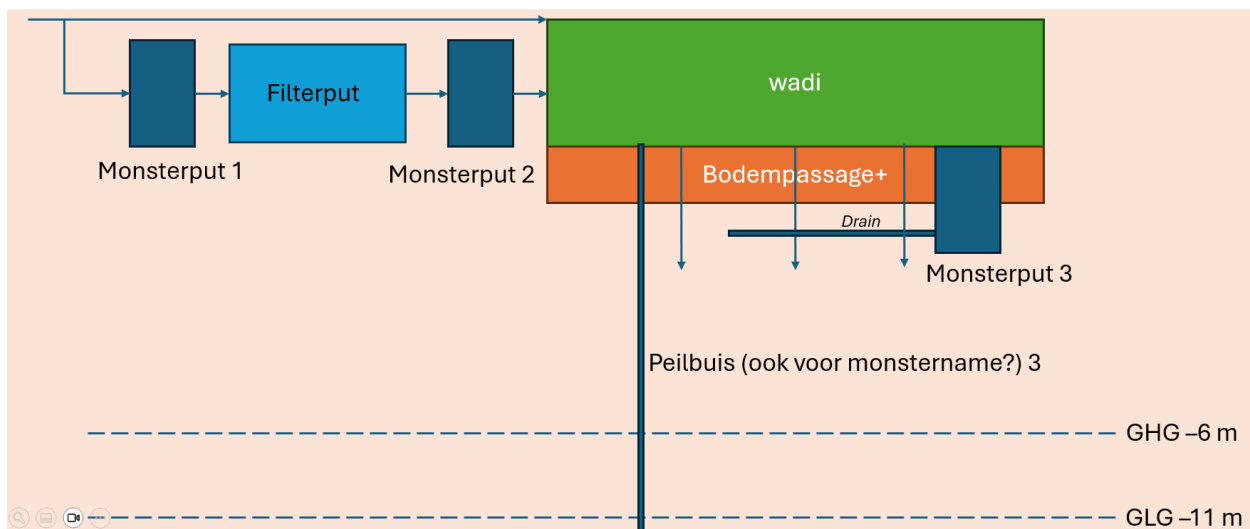 wadi
Filterput
Monsterput 1
Monsterput 2
Bodempassage+
Drain
Monsterput 3
Peilbuis (ook voor monstername?) 3
GHG –6 m
GLG –11 m